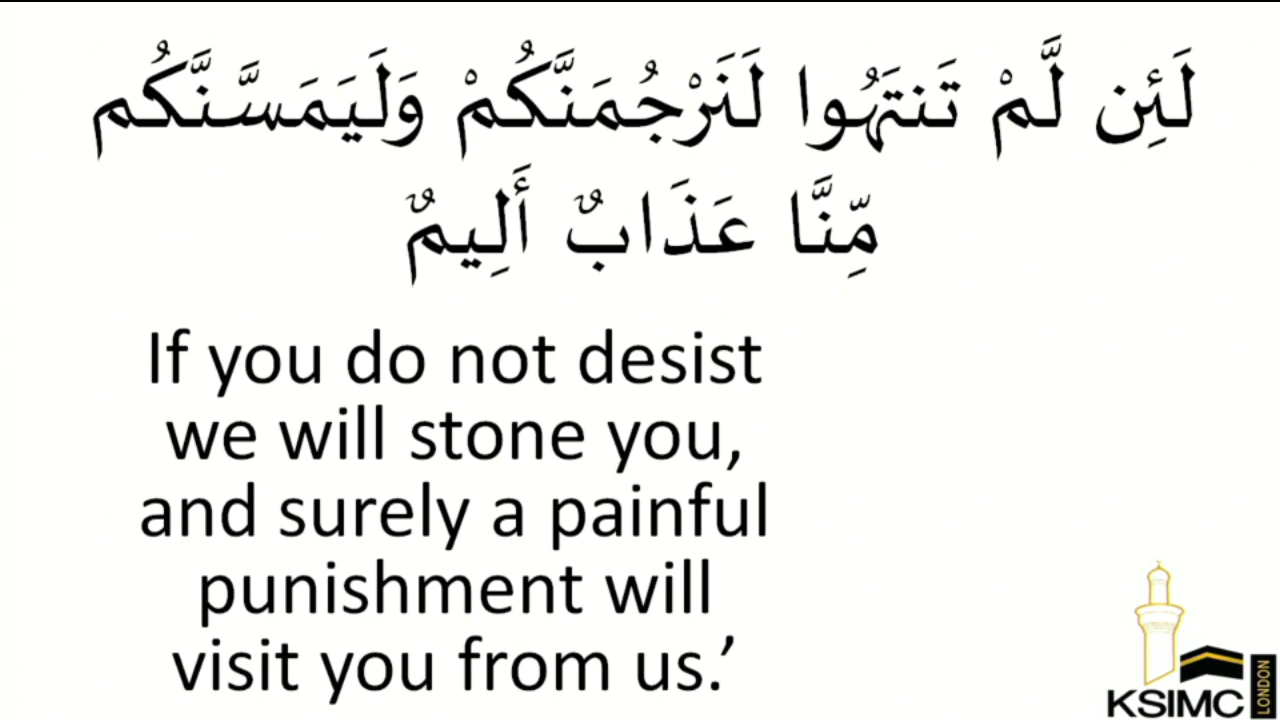 لَئِن لَّمْ تَنتَهُوا لَنَرْجُمَنَّكُمْ وَلَيَمَسَّنَّكُم
مِّنَّا عَذَابٌ أَلِيمٌ
If you do not desist
we will stone you,
and surely a painful
punishment will
visit you from us.’
KSIMC LONDON